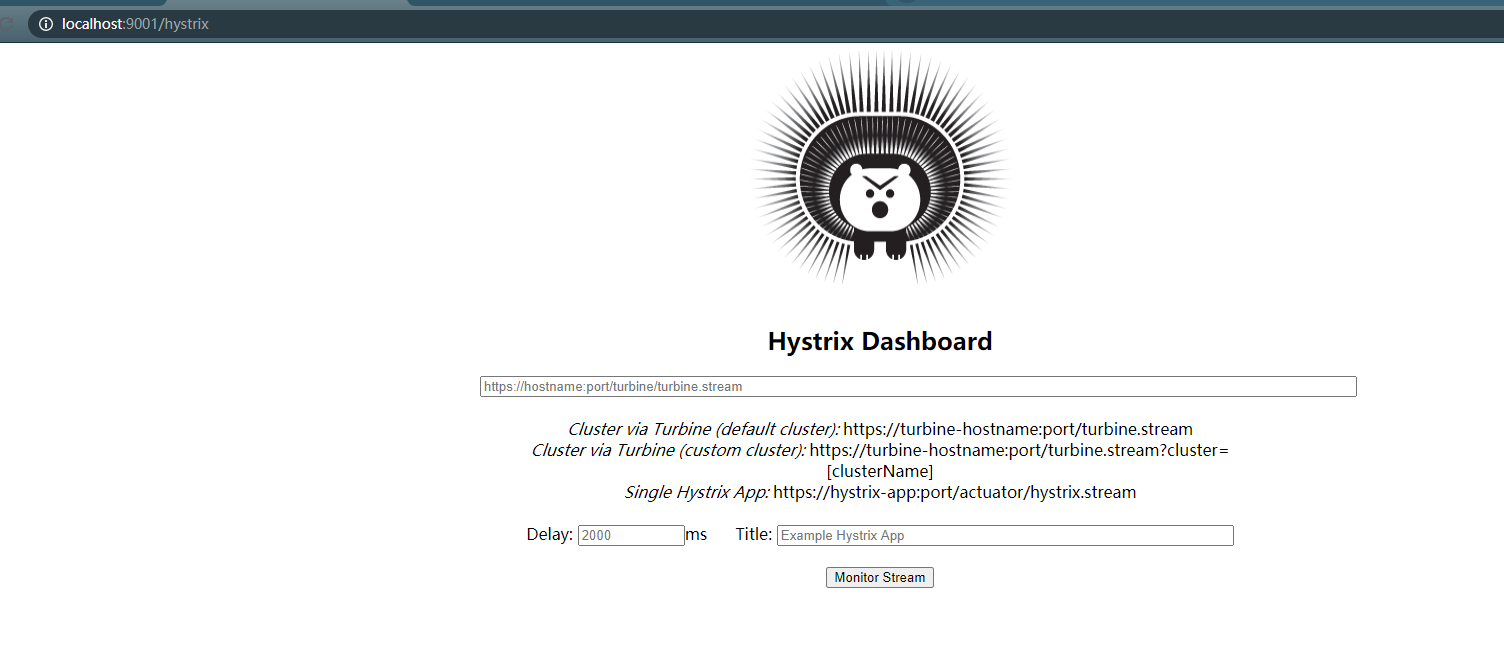 localhost:9001/hystrix
Hystrix Dashboard
https://hostname:port/turbine/turbine.stream
Cluster via Turbine (default cluster): https://turbine-hostname:port/turbine.stream
Cluster via Turbine (custom cluster): https://turbine-hostname:port/turbine.stream?cluster=
[clusterName]
Single Hystrix App: https://hystrix-app:port/actuator/hystrix.stream
Delay: 2000 ms Title: Example Hystrix App
Monitor Stream